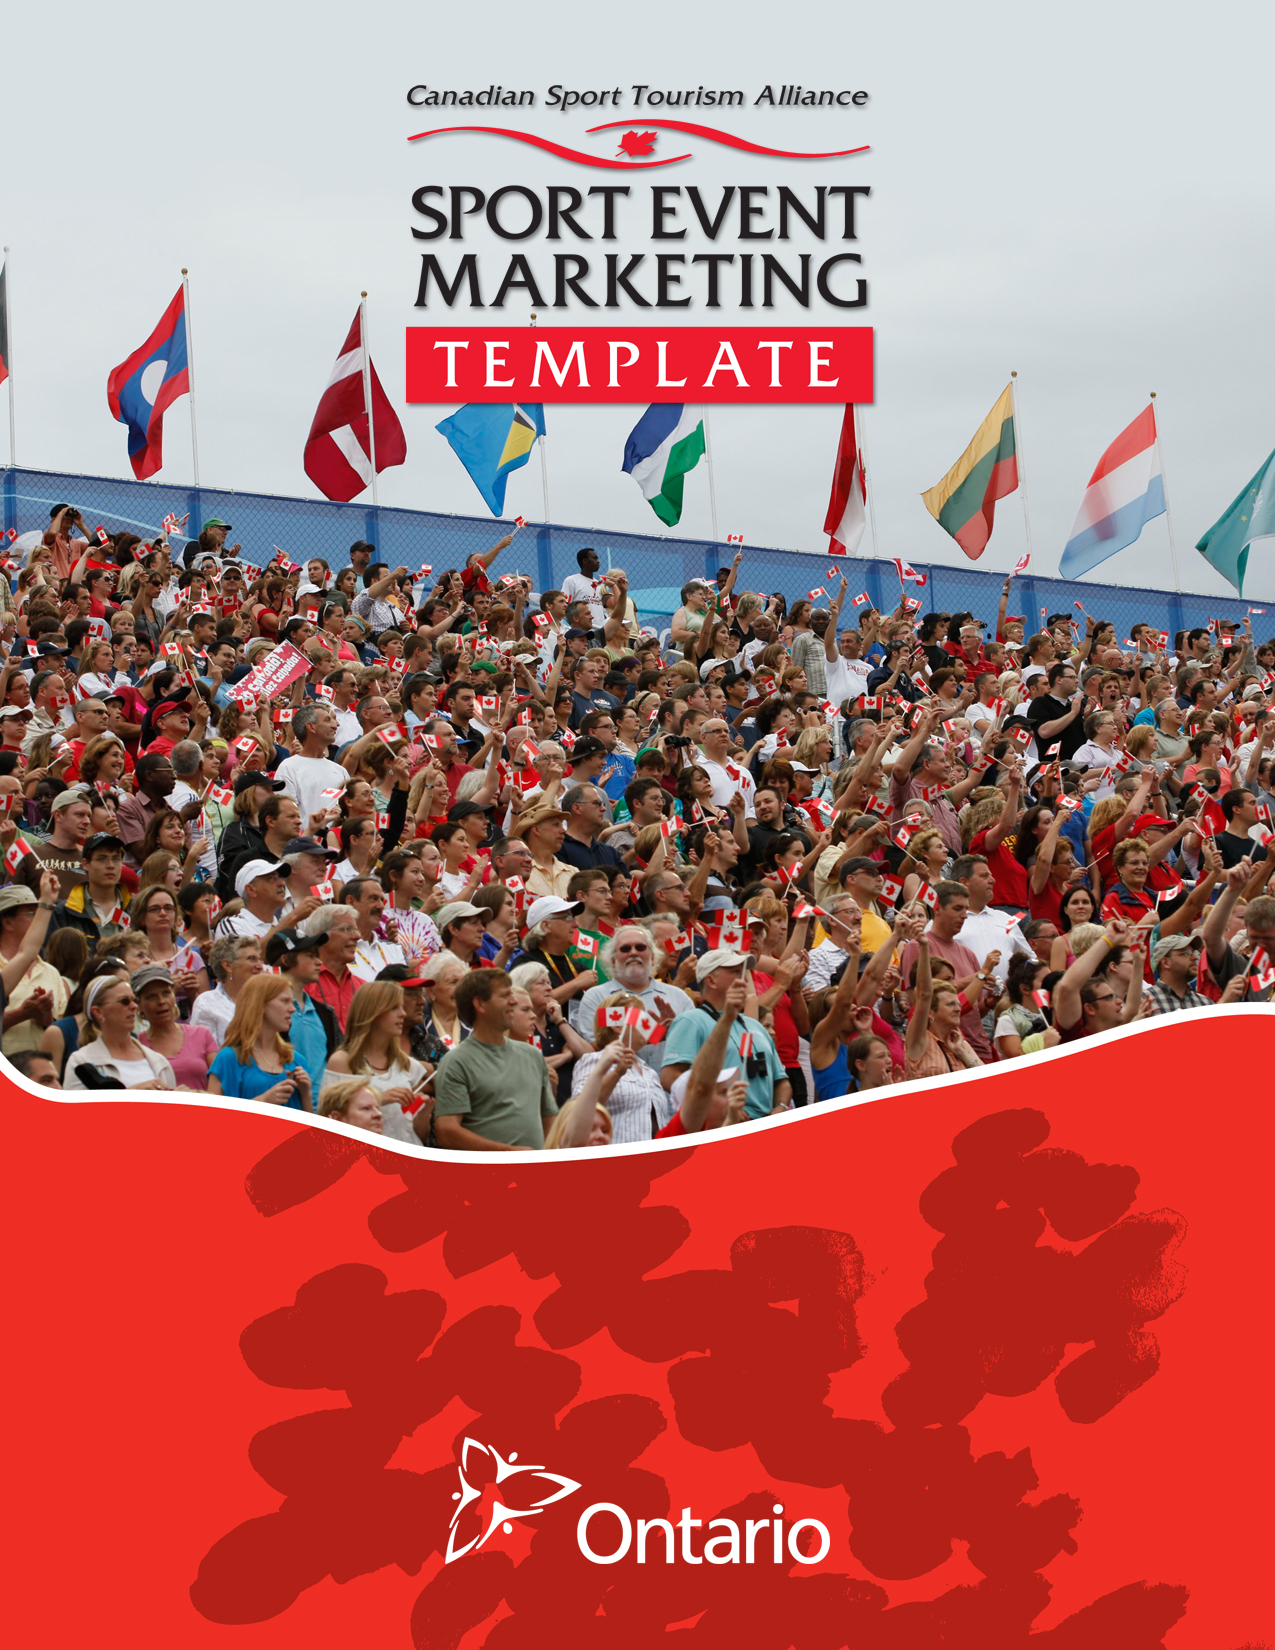 Canadian Sport Tourism Alliance
SPORT EVENT
MARKETING
TEMPLATE
Ontario